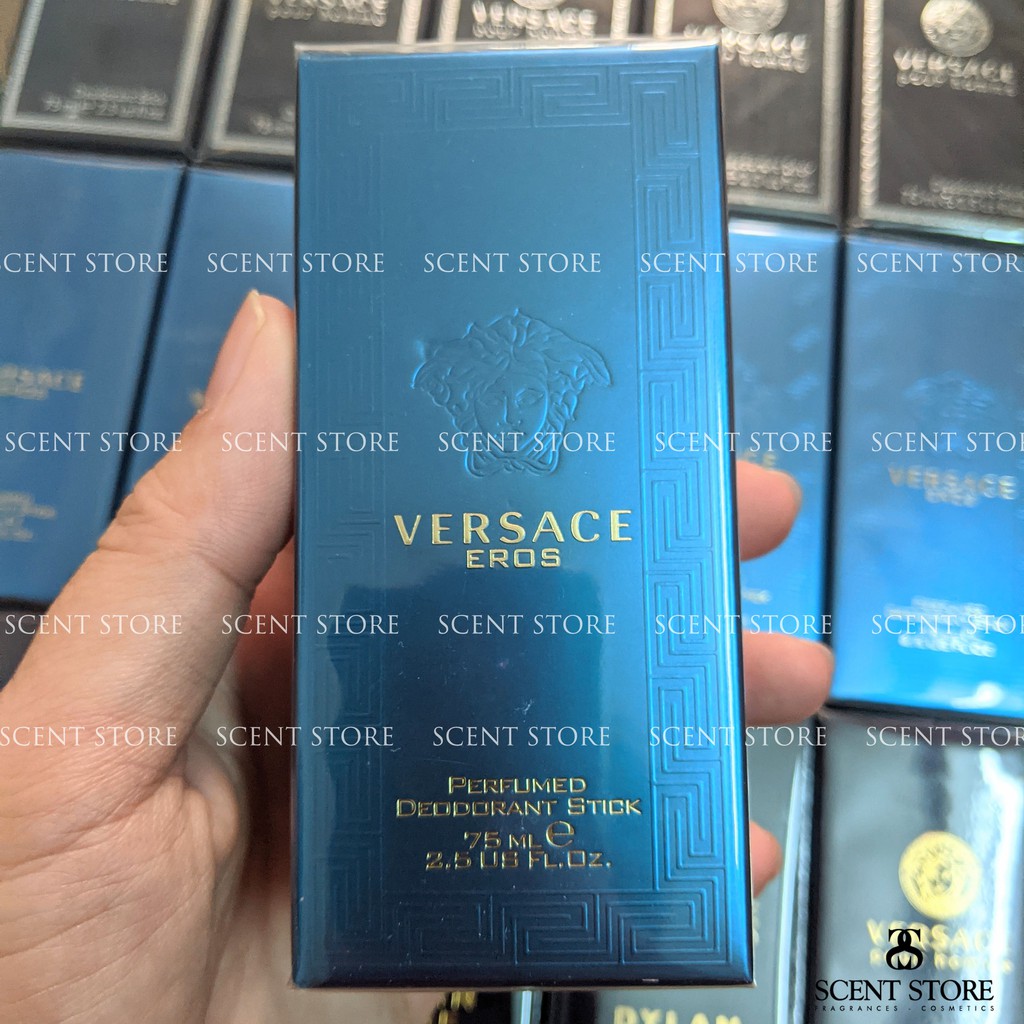 VERSACE
VERSACE
VERSACE
VERSACE
SCENT STORE SCENT STORE SCENT STORE SCENT STORE SCENT STORE
VERSACE
SCENT STORE SCENT STORE SCENT STORE SCENT STORE SCENT STORE
VERSACE
EROS
VERSACE
EROS
SCENT STORE SCENT STORE SCENT STORE SCENT STORE SCENT STORE
SCENT STORE SCENT STORE SCENT STORE SCENT STORE SCENT STORE
PERFUMED
DEODORANT STICK
75 ML e
2.5 US FL.OZ.
VERSACE
SCENT STORE
FRAGRANCES - COSMETICS
DYLAN